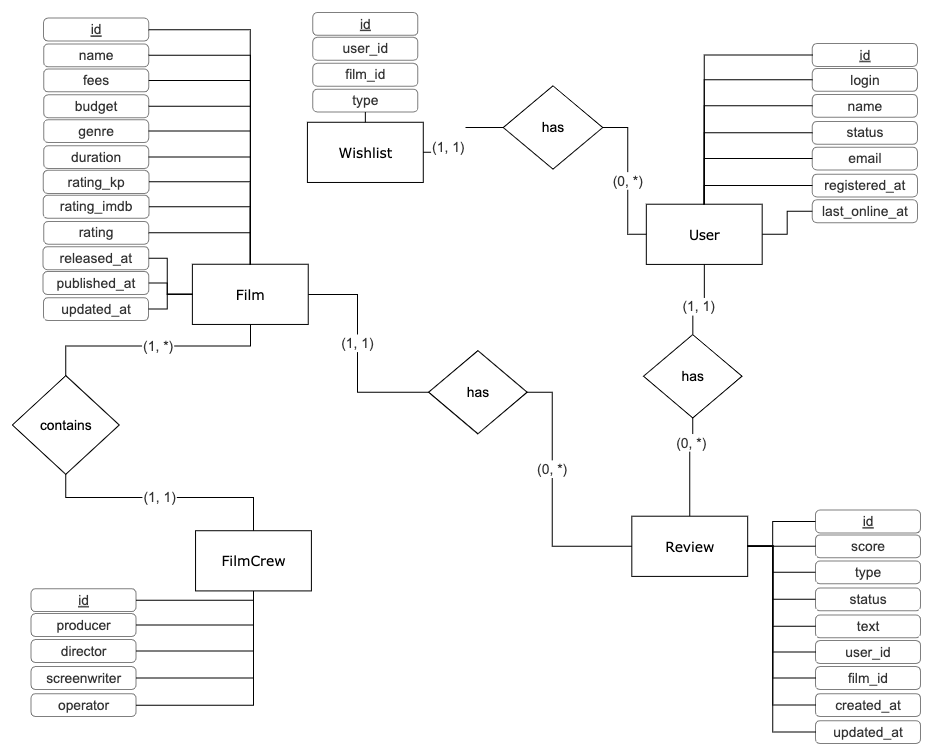 id
name
fees
budget
genre
duration
rating_kp
rating_imdb
rating
released_at
published_at
updated_at
Film
id
user_id
film_id
type
Wishlist
(1, 1)
has
(0, *)
id
login
name
status
email
registered_at
last_online_at
User
(1, 1)
has
(0, *)
(1, 1)
has
(0, *)
(1, *)
contains
(1, 1)
FilmCrew
id
producer
director
screenwriter
operator
Review
id
score
type
status
text
user_id
film_id
created_at
updated_at